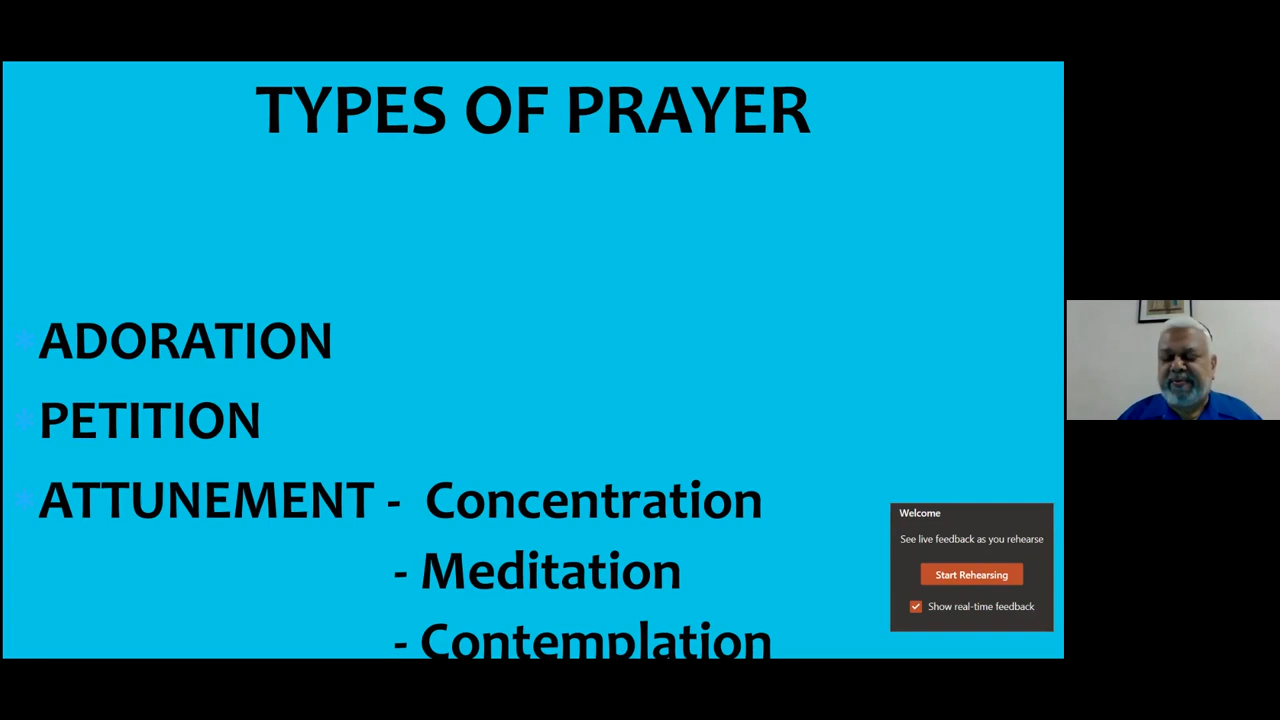 TYPES OF PRAYER
* ADORATION
* PETITION
* ATTUNEMENT - Concentration
- Meditation
- Contemplation
Welcome
See live feedback as you rehearse
Start Rehearsing
Show real-time feedback